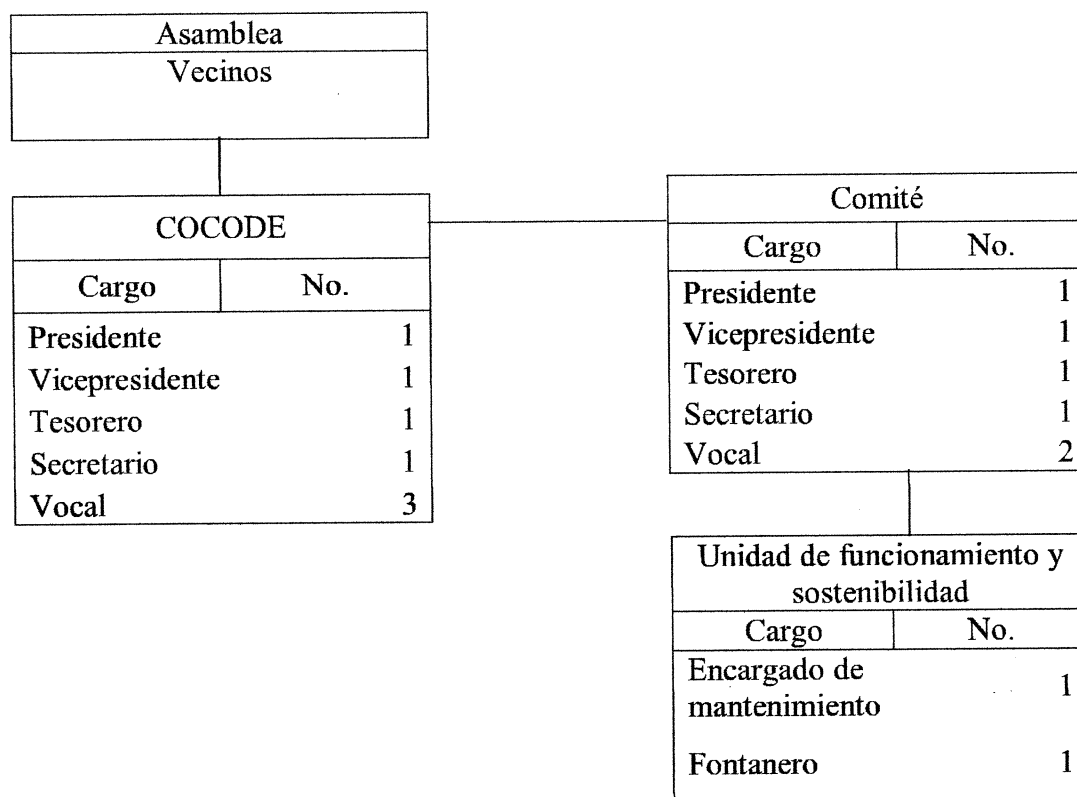 Asamblea
Vecinos
COCODE
Cargo No.
Presidente 1
Vicepresidente 1
Tesorero 1
Secretario 1
Vocal 3
Comité
Cargo No.
Presidente 1
Vicepresidente 1
Tesorero 1
Secretario 1
Vocal 2
Unidad de funcionamiento y
sostenibilidad
Cargo No.
Encargado de
mantenimiento 1
Fontanero 1